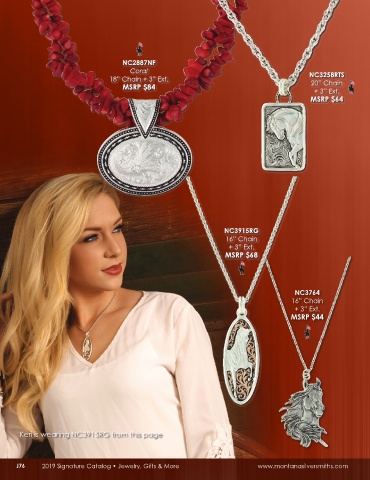 NC2887NF
Coral
18" Chain + 3" Ext.
MSRP $84
NC3258RTS
20" Chain
+ 3" Ext.
MSRP $64
NC3915RG
16" Chain
+ 3" Ext.
MSRP $68
NC3764
16" Chain
+ 3" Ext.
MSRP $44
is wearing NC3915RG from this page
J76 2019 Signature Catalog • Jewelry, Gifts & More www.montanasilversmiths.com